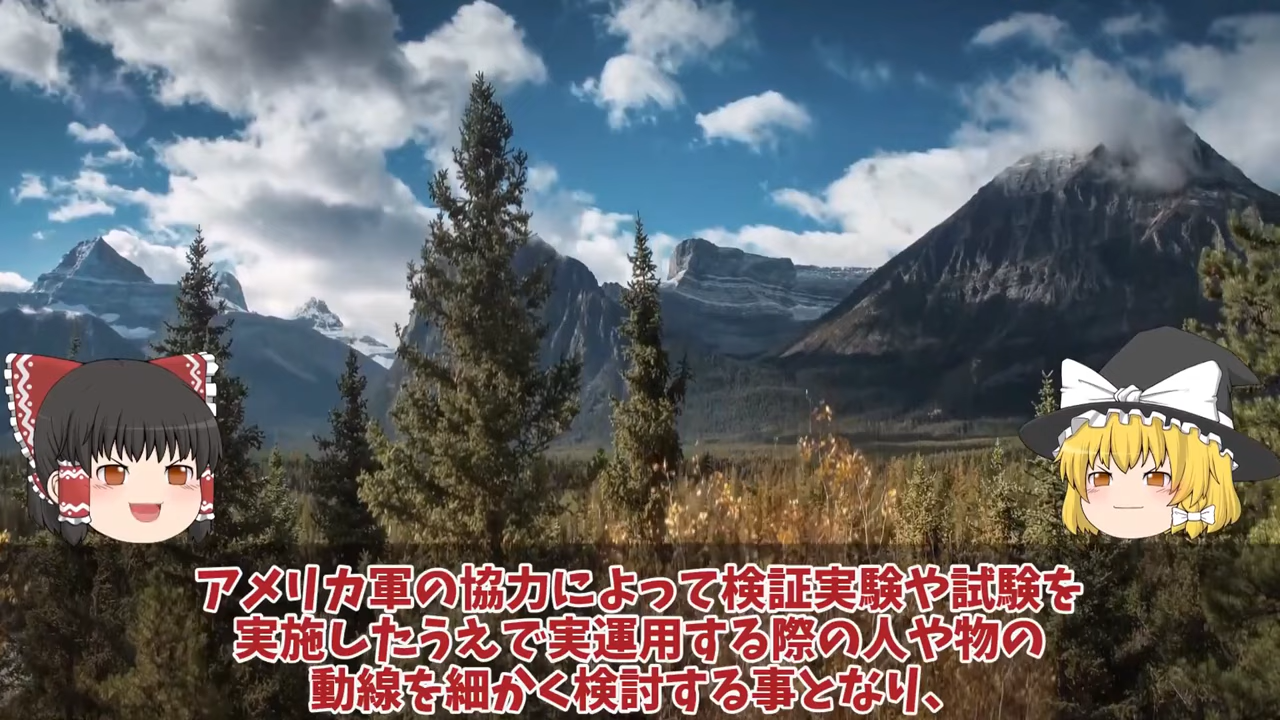 アメリカ軍の協力によって検証実験や試験を
実施したうえで実運用する際の人や物の
動線を細かく検討する事となり、